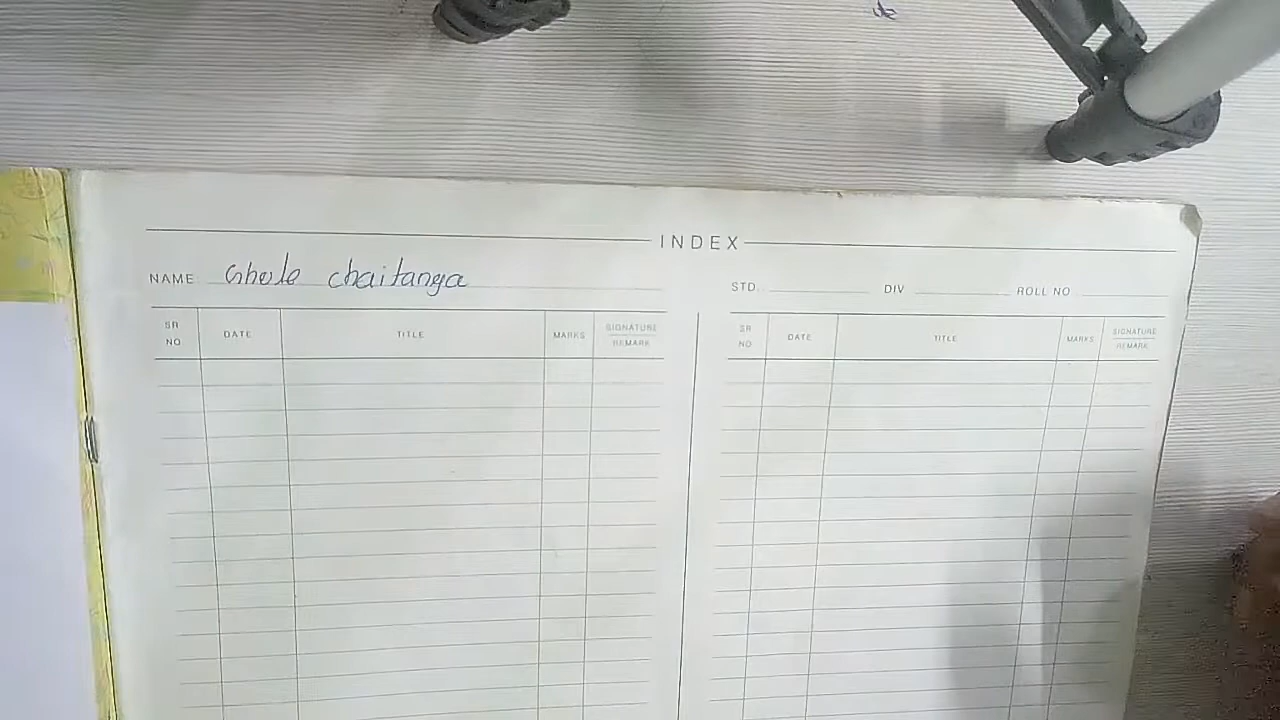 INDEX
NAME Ghole chaitanya
STD. DIV ROLL NO
SR NO DATE TITLE MARKS SIGNATURE REMARK
SR NO DATE TITLE MARKS SIGNATURE REMARK